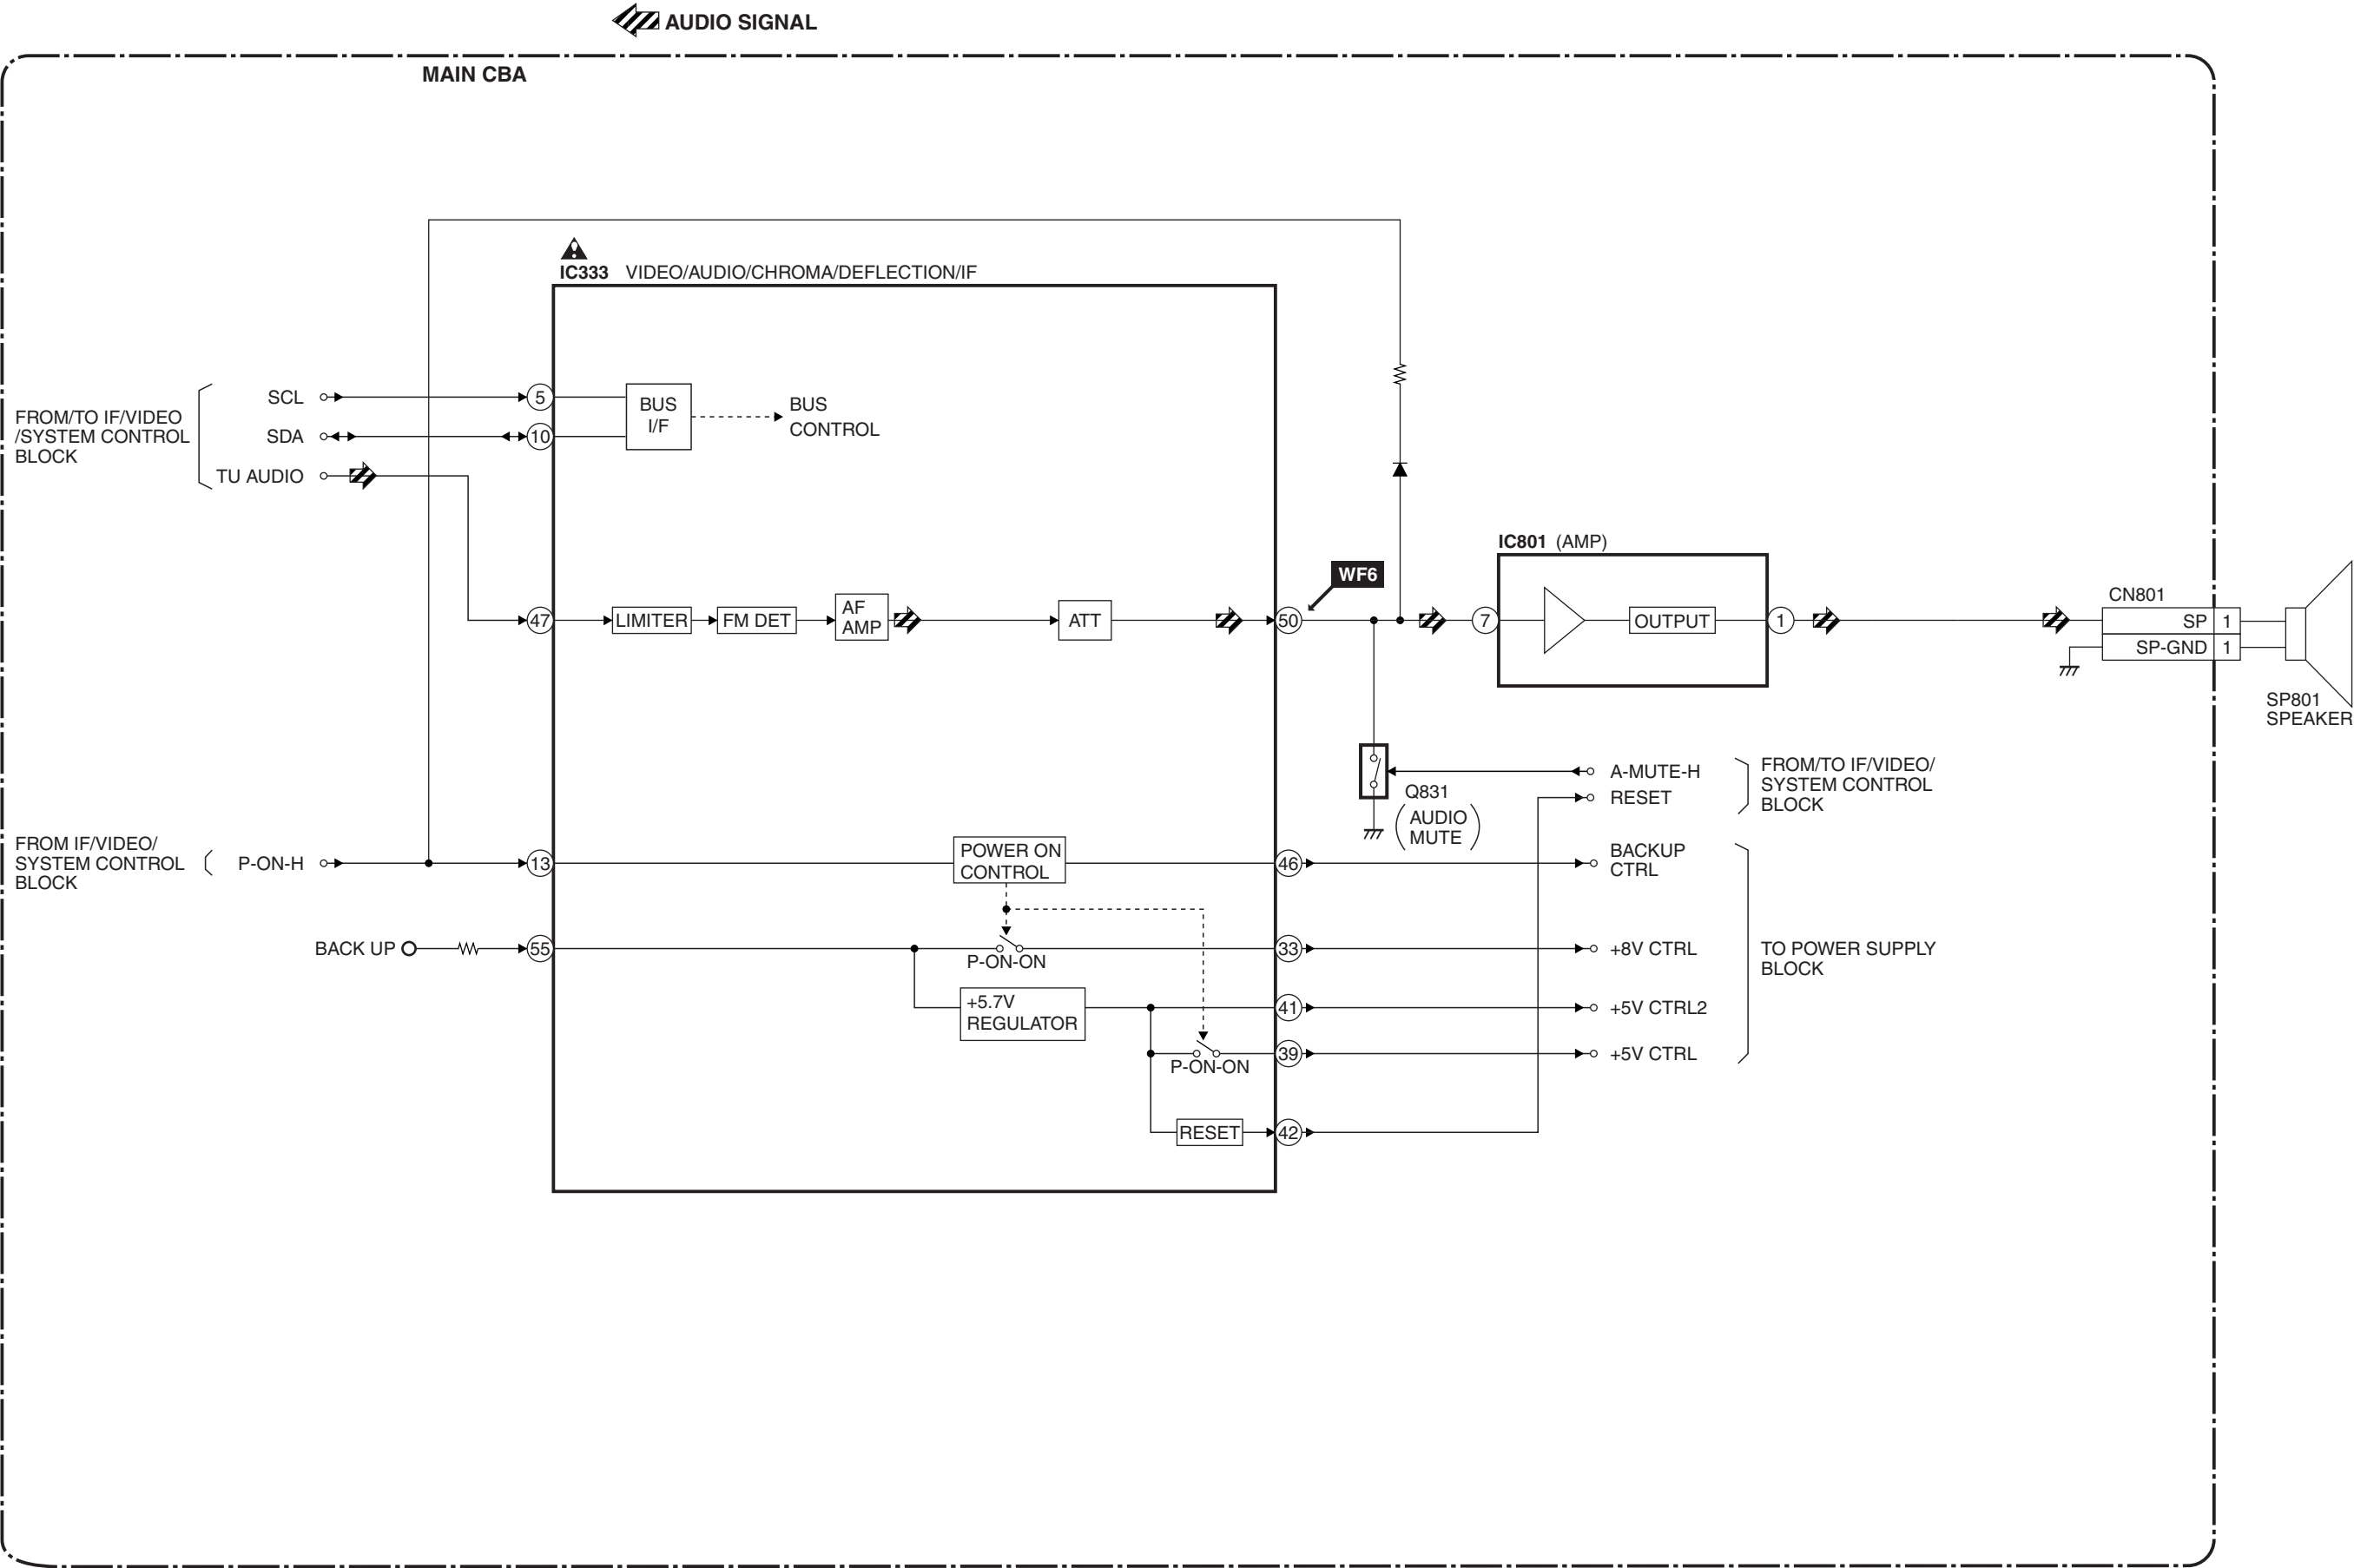 AUDIO SIGNAL
MAIN CBA
IC333 VIDEO/AUDIO/CHROMA/DEFLECTION/IF
FROM/TO IF/VIDEO
/SYSTEM CONTROL
BLOCK
SCL
SDA
TU AUDIO
5
10
BUS
I/F
BUS
CONTROL
47
LIMITER
FM DET
AF
AMP
ATT
50
WF6
IC801 (AMP)
7
OUTPUT
1
CN801
SP 1
SP-GND 1
SP801
SPEAKER
Q831
AUDIO
MUTE
A-MUTE-H
RESET
FROM/TO IF/VIDEO/
SYSTEM CONTROL
BLOCK
FROM IF/VIDEO/
SYSTEM CONTROL
BLOCK
P-ON-H
13
POWER ON
CONTROL
46
BACKUP
CTRL
BACK UP
55
P-ON-ON
33
+8V CTRL
TO POWER SUPPLY
BLOCK
+5.7V
REGULATOR
41
+5V CTRL2
P-ON-ON
39
+5V CTRL
RESET
42